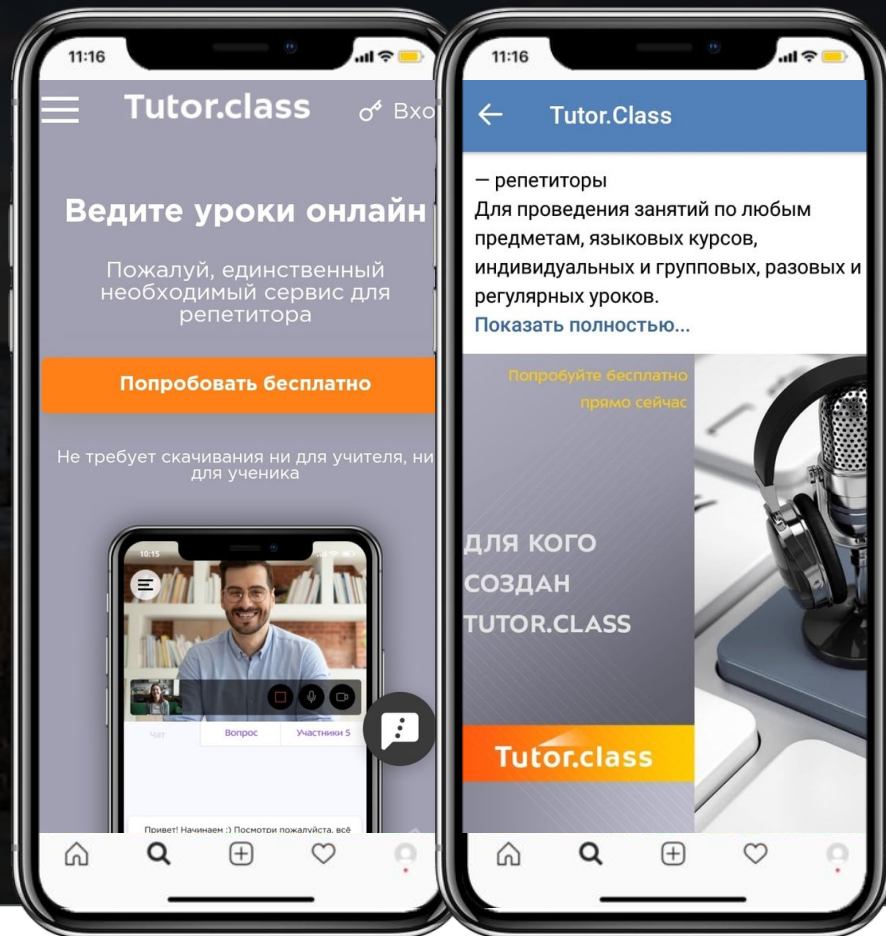 11:16
Tutor.class
Вхо
Ведите уроки онлайн
Пожалуй, единственный
необходимый сервис для
репетитора
Попробовать бесплатно
Не требует скачивания ни для учителя, ни
для ученика
10:15
Чат
Вопрос
Участники 5
Привет! Начинаем :) Посмотри пожалуйста, всё
11:16
Tutor.Class
— репетиторы
Для проведения занятий по любым
предметам, языковых курсов,
индивидуальных и групповых, разовых и
регулярных уроков.
Показать полностью...
Попробуйте бесплатно
прямо сейчас
ДЛЯ КОГО
СОЗДАН
TUTOR.CLASS
Tutor.class